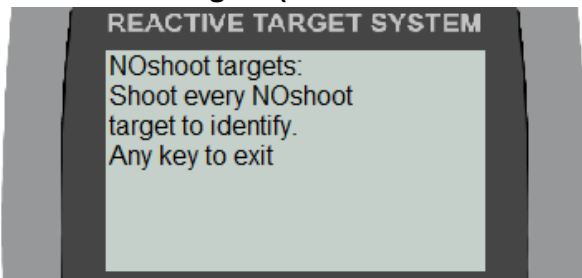 REACTIVE TARGET SYSTEM
NOshoot targets:
Shoot every NOshoot
target to identify.
Any key to exit